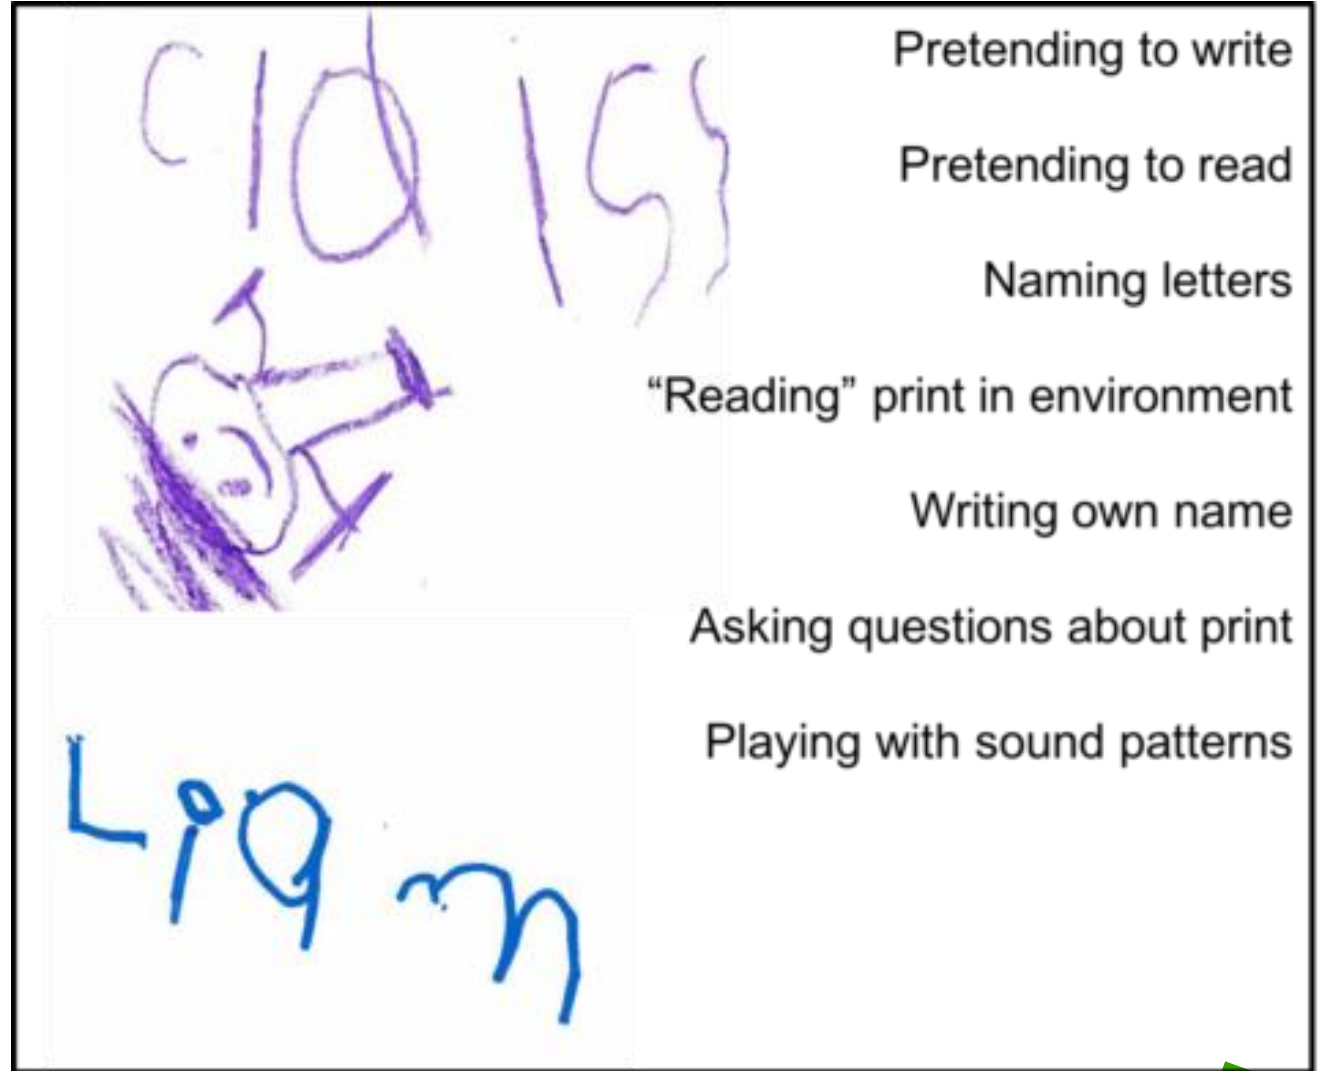 claiss
Pretending to write
Pretending to read
Naming letters
“Reading” print in environment
Writing own name
Asking questions about print
Playing with sound patterns
Liam